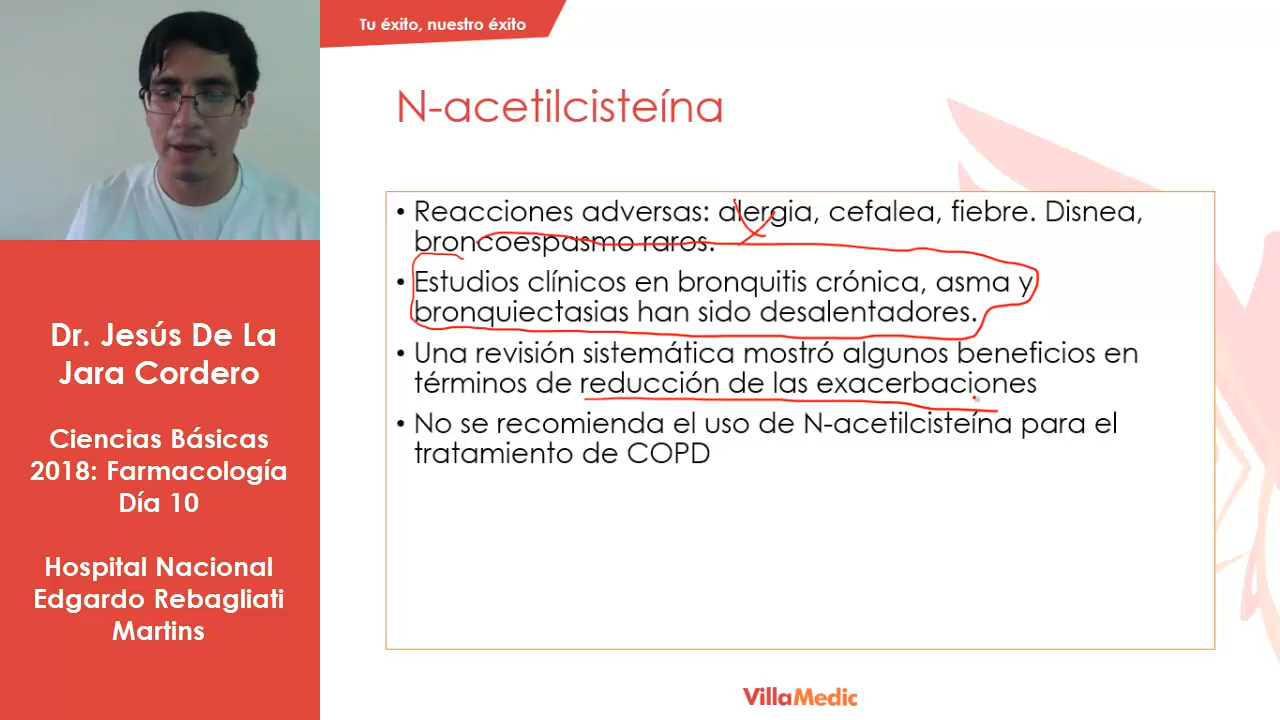 Tu éxito, nuestro éxito
N-acetilcisteína
• Reacciones adversas: alergia, cefalea, fiebre. Disnea,
broncoespasmo raros.
• Estudios clínicos en bronquitis crónica, asma y
bronquiectasias han sido desalentadores.
• Una revisión sistemática mostró algunos beneficios en
términos de reducción de las exacerbaciones
• No se recomienda el uso de N-acetilcisteína para el
tratamiento de COPD
Dr. Jesús De La
Jara Cordero
Ciencias Básicas
2018: Farmacología
Día 10
Hospital Nacional
Edgardo Rebagliati
Martins
VillaMedic